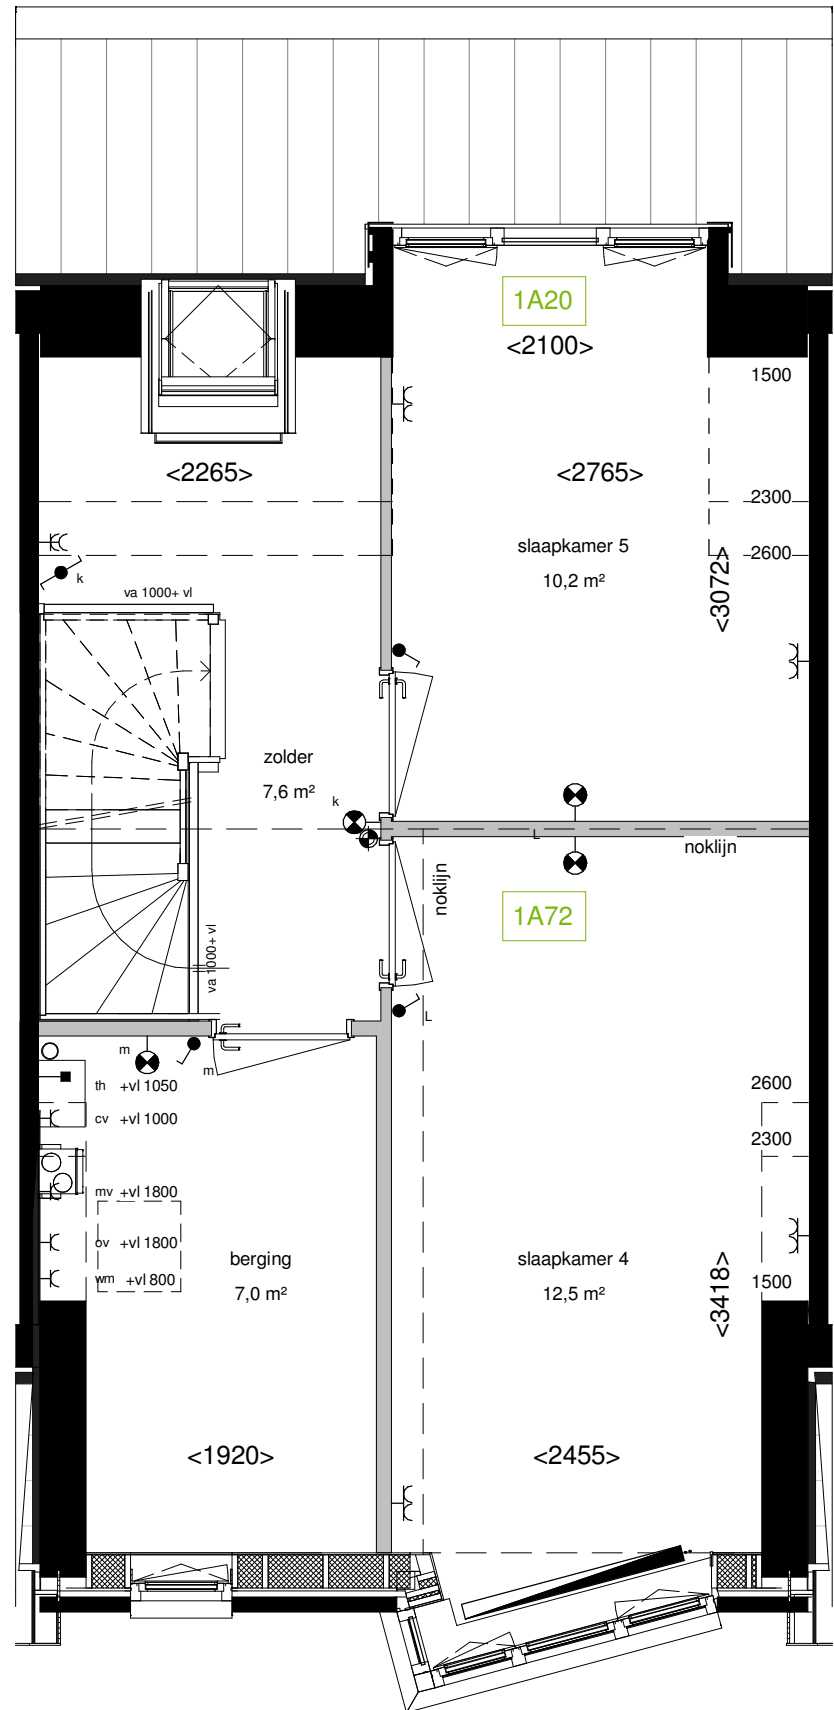 1A20
<2100>
1500
<2265>
<2765>
2300
slaapkamer 5
2600
10,2 m²
k
va 1000+ vl
<3072>
zolder
7,6 m²
k
L
noklijn
noklijn
1A72
va 1000+ vl
L
m
m
th +vl 1050
2600
cv +vl 1000
2300
mv +vl 1800
ov +vl 1800
berging
slaapkamer 4
wm +vl 800
7,0 m²
12,5 m²
1500
<3418>
<1920>
<2455>